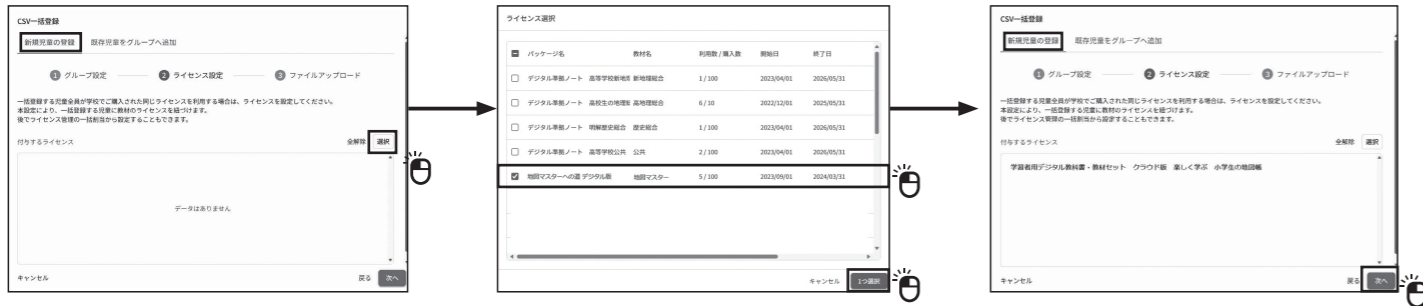 CSV一括登録
新規児童の登録 既存児童をグループへ追加
1 グループ設定 2 ライセンス設定 3 ファイルアップロード
一括登録する児童全員が学校でご購入された同じライセンスを利用する場合は、ライセンスを設定してください。
本設定により、一括登録する児童に教材のライセンスを紐づけます。
後でライセンス管理の一括割当から設定することもできます。
付与するライセンス 全解除 選択
データはありません
キャンセル 戻る 次へ
ライセンス選択
パッケージ名 教材名 利用数 / 購入数 開始日 終了日
デジタル準拠ノート 高等学校新地理 新地理総合 1 / 100 2023/04/01 2026/05/31
デジタル準拠ノート 高校生の地理総 高地理総合 6 / 10 2022/12/01 2025/05/31
デジタル準拠ノート 明解歴史総合 歴史総合 1 / 100 2023/04/01 2026/05/31
デジタル準拠ノート 高等学校公共 公共 2 / 100 2023/04/01 2026/05/31
地図マスターへの道 デジタル版 地図マスター 5 / 100 2023/09/01 2024/03/31
キャンセル 1つ選択
CSV一括登録
新規児童の登録 既存児童をグループへ追加
1 グループ設定 2 ライセンス設定 3 ファイルアップロード
一括登録する児童全員が学校でご購入された同じライセンスを利用する場合は、ライセンスを設定してください。
本設定により、一括登録する児童に教材のライセンスを紐づけます。
後でライセンス管理の一括割当から設定することもできます。
付与するライセンス 全解除 選択
学習者用デジタル教科書・教材セット クラウド版 楽しく学ぶ 小学生の地図帳
キャンセル 戻る 次へ